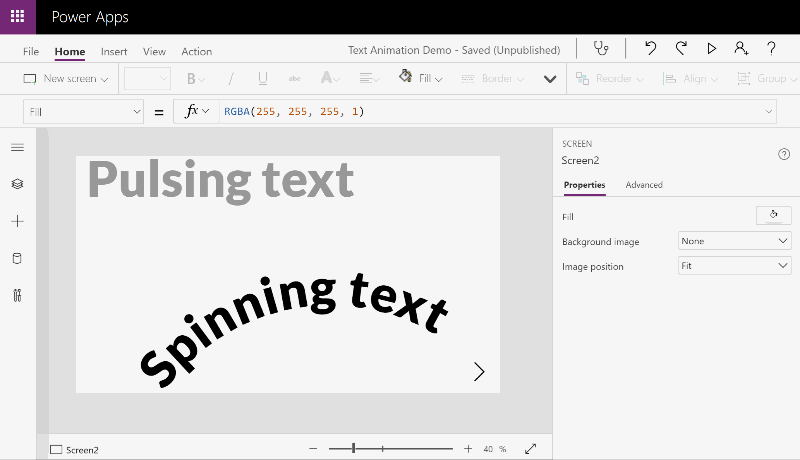 Power Apps
File Home Insert View Action Text Animation Demo - Saved (Unpublished)
New screen B / U abc A Fill Border Reorder Align Group
Fill = fx RGBA(255, 255, 255, 1)
SCREEN
Screen2
Properties Advanced
Fill
Background image None
Image position Fit
Pulsing text
Spinning text
Screen2 40 %